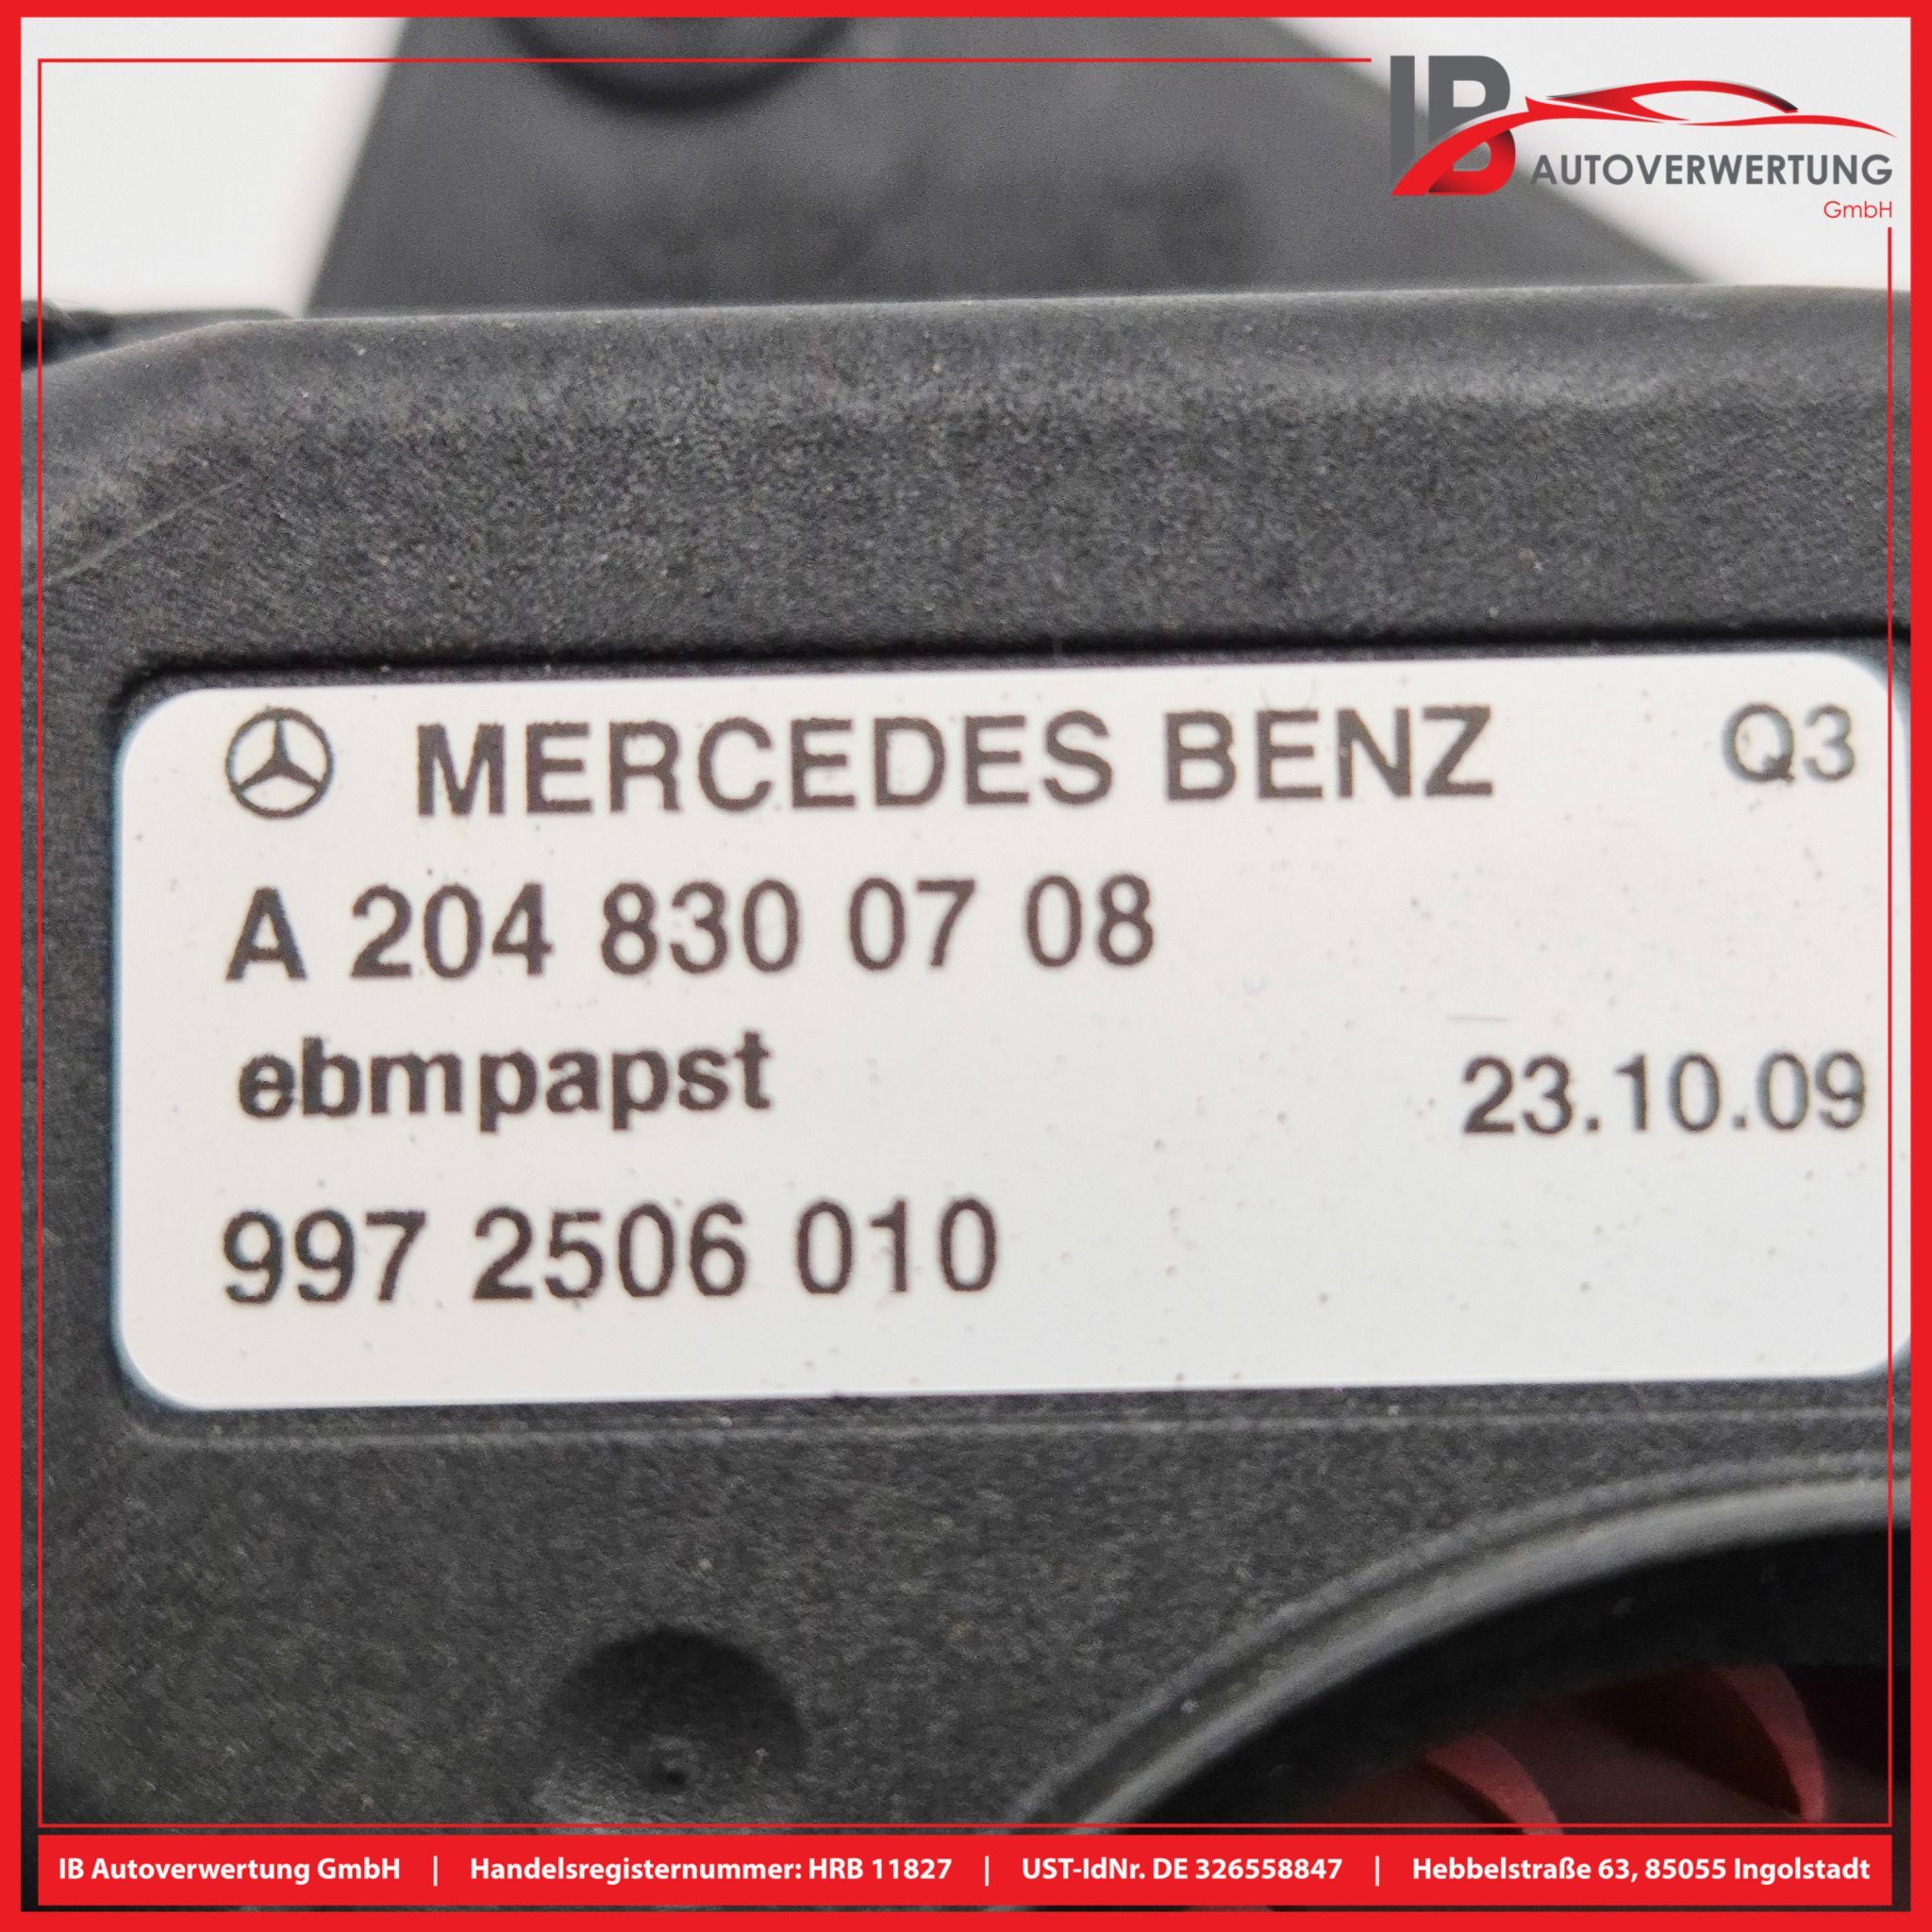 IB
AUTOVERWERTUNG
GmbH
MERCEDES BENZ Q3
A 204 830 07 08
ebmpapst 23.10.09
997 2506 010
IB Autoverwertung GmbH | Handelsregisternummer: HRB 11827 | UST-IdNr. DE 326558847 | Hebbelstraße 63, 85055 Ingolstadt